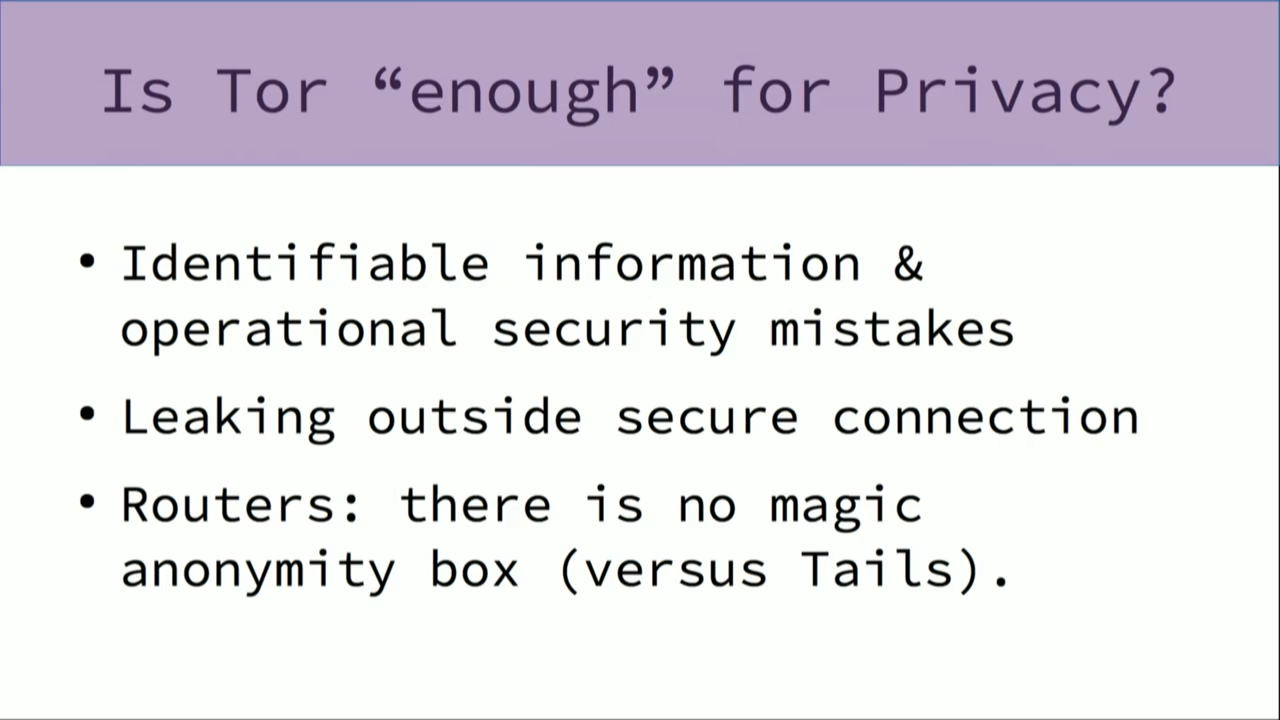 Is Tor “enough” for Privacy?
• Identifiable information &
operational security mistakes
• Leaking outside secure connection
• Routers: there is no magic
anonymity box (versus Tails).